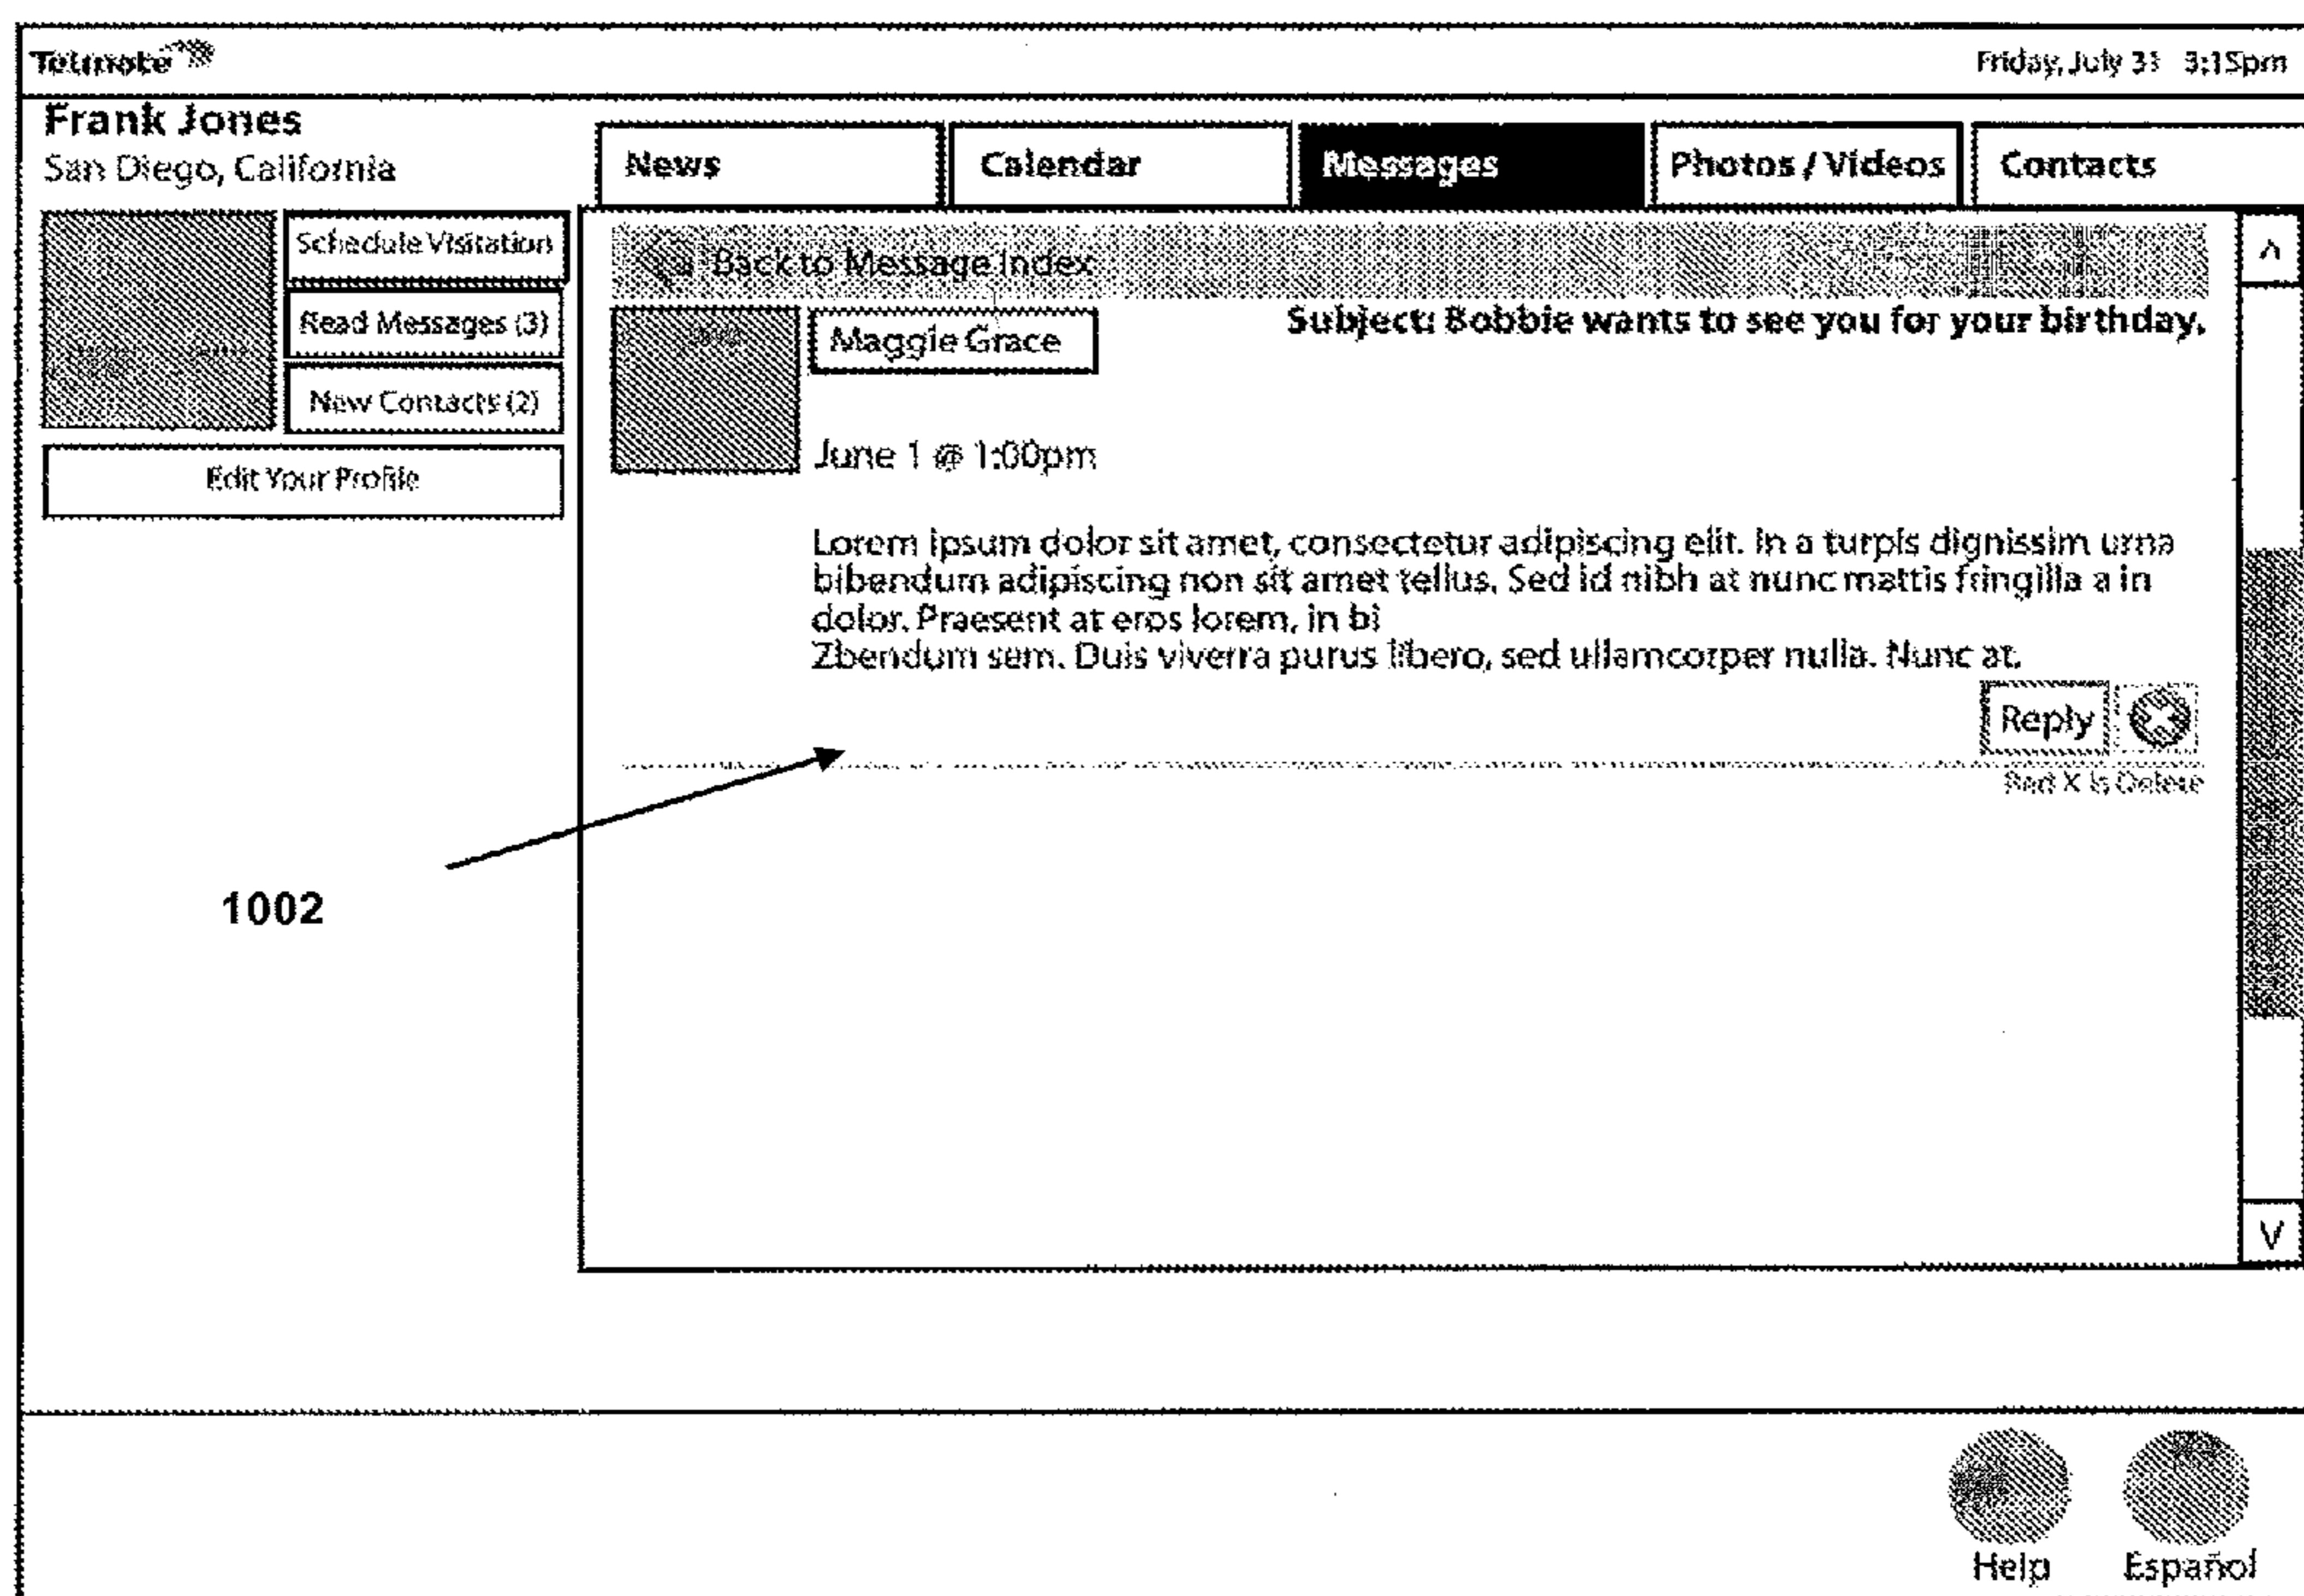 Telmate
Friday, July 31 3:15pm
Frank Jones
San Diego, California
News
Calendar
Messages
Photos / Videos
Contacts
Schedule Visitation
Read Messages (3)
New Contacts (2)
Edit Your Profile
Back to Message Index
Maggie Grace
Subject: Bobbie wants to see you for your birthday.
June 1 @ 1:00pm
Lorem ipsum dolor sit amet, consectetur adipiscing elit. In a turpis dignissim urna
bibendum adipiscing non sit amet tellus. Sed id nibh at nunc mattis fringilla a in
dolor. Praesent at eros lorem, in bi
Zbendum sem. Duis viverra purus libero, sed ullamcorper nulla. Nunc at.
Reply
Red X is Delete
1002
Help
Español